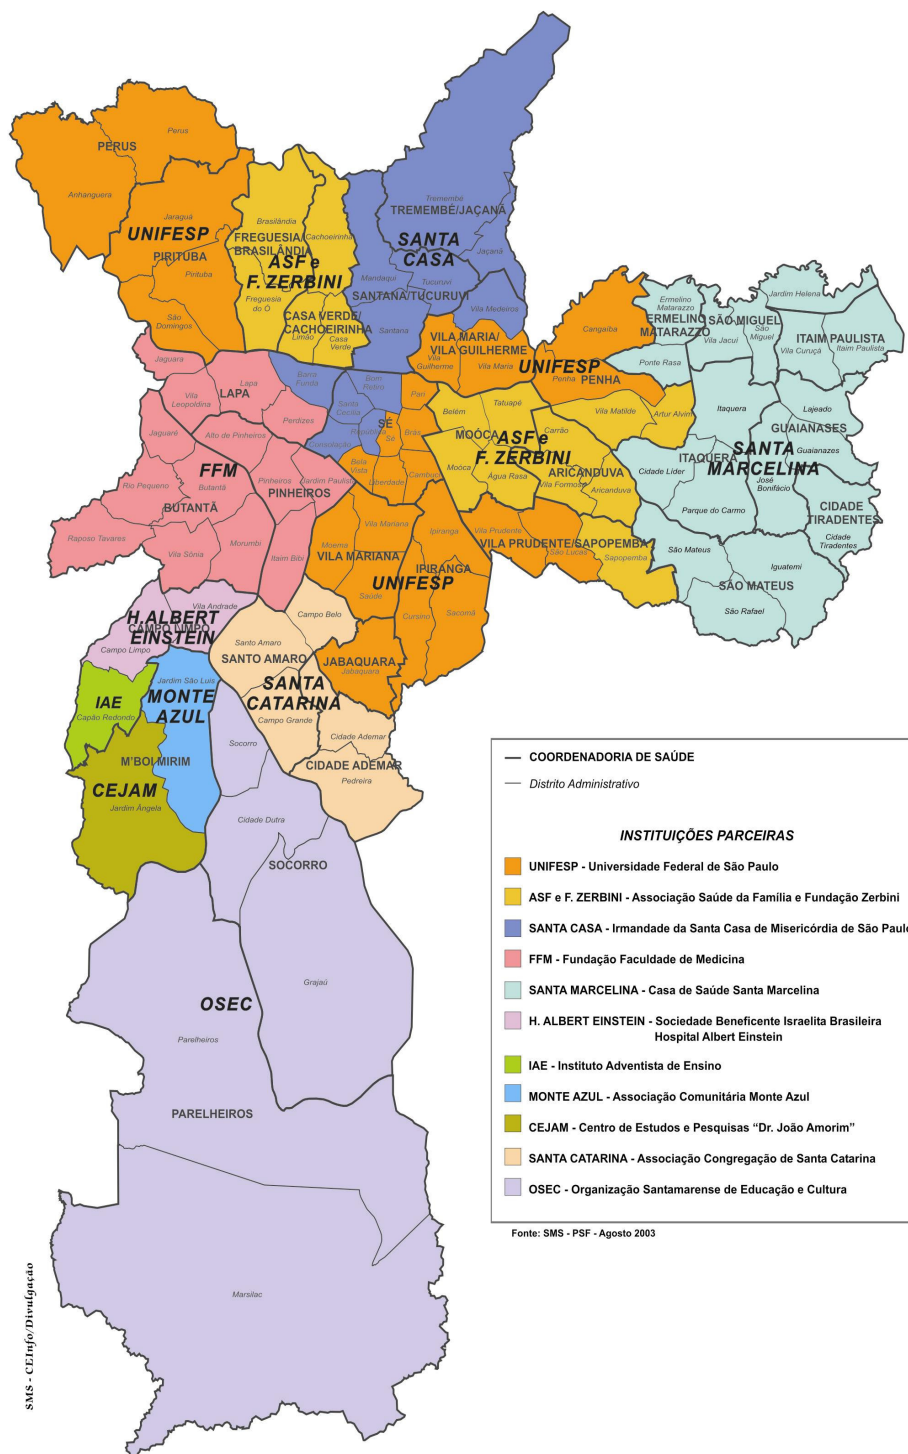 Perus
PERUS
Anhanguera
Jaraguá
UNIFESP
PIRITUBA
Pirituba
São
Domingos
Brasilândia
Cachoeirinha
FREGUESIA/
BRASILÂNDIA
ASF e
F. ZERBINI
Freguesia
do Ó
CASA VERDE/
CACHOEIRINHA
Limão
Casa
Verde
Tremembé
TREMEMBÉ/JAÇANÃ
SANTA
CASA
Jaçanã
Mandaqui
Tucuruvi
SANTANA/TUCURUVI
Vila Medeiros
Santana
VILA MARIA/
VILA GUILHERME
Vila
Guilherme
Vila Maria
UNIFESP
Cangaiba
Penha
PENHA
Ermelino
Matarazzo
ERMELINO
MATARAZZO
Ponte Rasa
Jardim Helena
SÃO MIGUEL
São
Miguel
Vila Jacuí
ITAIM PAULISTA
Vila Curuçá
Itaim Paulista
Jaguara
Lapa
LAPA
Vila
Leopoldina
Perdizes
Barra
Funda
Bom
Retiro
Santa
Cecília
República
SÉ
Sé
Consolação
Bela
Vista
Liberdade
Pari
Brás
Cambuci
Belém
Tatuapé
MOÓCA
ASF e
F. ZERBINI
Moóca
Água Rasa
Carrão
Vila Matilde
Artur Alvim
ARICANDUVA
Vila Formosa
Aricanduva
Itaquera
Lajeado
GUAIANASES
Guaianazes
SANTA
MARCELINA
ITAQUERA
Cidade Líder
José
Bonifácio
Parque do Carmo
CIDADE
TIRADENTES
Cidade
Tiradentes
São Mateus
Iguatemi
SÃO MATEUS
São Rafael
Jaguaré
Alto de Pinheiros
FFM
Rio Pequeno
Butantã
BUTANTÃ
Pinheiros
Jardim Paulista
PINHEIROS
Raposo Tavares
Vila Sônia
Morumbi
Itaim Bibi
Vila Mariana
Moema
VILA MARIANA
UNIFESP
Saúde
Ipiranga
IPIRANGA
Cursino
Sacomã
Vila Prudente
VILA PRUDENTE/SAPOPEMBA
São Lucas
Sapopemba
Vila Andrade
H.ALBERT
EINSTEIN
CAMPO LIMPO
Campo Limpo
Campo Belo
Santo Amaro
SANTO AMARO
JABAQUARA
Jabaquara
SANTA
CATARINA
Campo Grande
Cidade Ademar
CIDADE ADEMAR
Pedreira
IAE
Capão Redondo
Jardim São Luís
MONTE
AZUL
M'BOI MIRIM
CEJAM
Jardim Ângela
Socorro
Cidade Dutra
SOCORRO
Grajaú
OSEC
Parelheiros
PARELHEIROS
Marsilac
COORDENADORIA DE SAÚDE
Distrito Administrativo
INSTITUIÇÕES PARCEIRAS
UNIFESP - Universidade Federal de São Paulo
ASF e F. ZERBINI - Associação Saúde da Família e Fundação Zerbini
SANTA CASA - Irmandade da Santa Casa de Misericórdia de São Paulo
FFM - Fundação Faculdade de Medicina
SANTA MARCELINA - Casa de Saúde Santa Marcelina
H. ALBERT EINSTEIN - Sociedade Beneficente Israelita Brasileira
Hospital Albert Einstein
IAE - Instituto Adventista de Ensino
MONTE AZUL - Associação Comunitária Monte Azul
CEJAM - Centro de Estudos e Pesquisas “Dr. João Amorim”
SANTA CATARINA - Associação Congregação de Santa Catarina
OSEC - Organização Santamarense de Educação e Cultura
Fonte: SMS - PSF - Agosto 2003
SMS - CEInfo/Divulgação